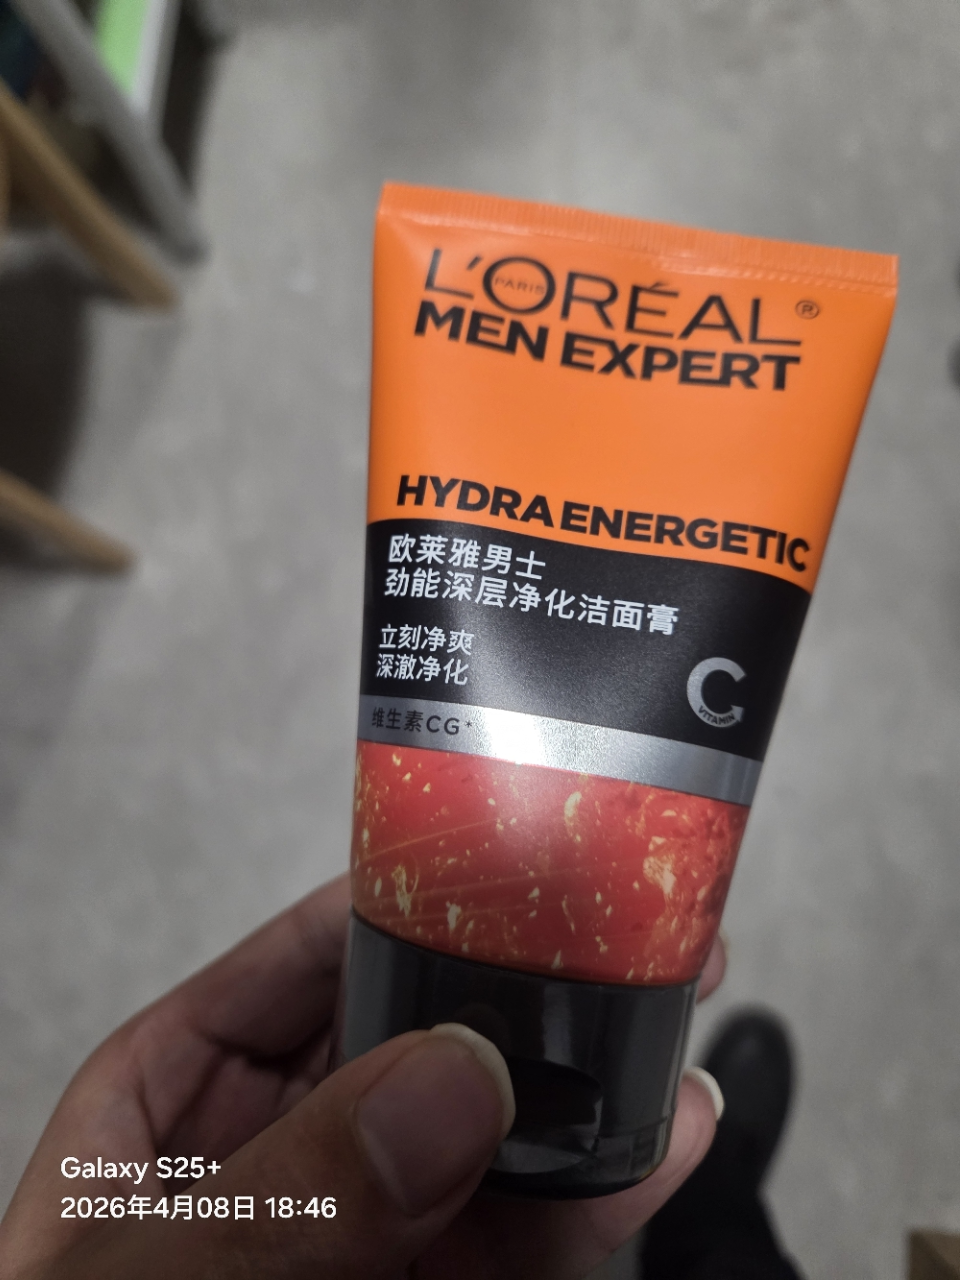 L'ORÉAL®
PARIS
MEN EXPERT
HYDRA ENERGETIC
欧莱雅男士
劲能深层净化洁面膏
立刻净爽
深澈净化
C
VITAMIN
维生素CG*
Galaxy S25+
2026年4月08日 18:46